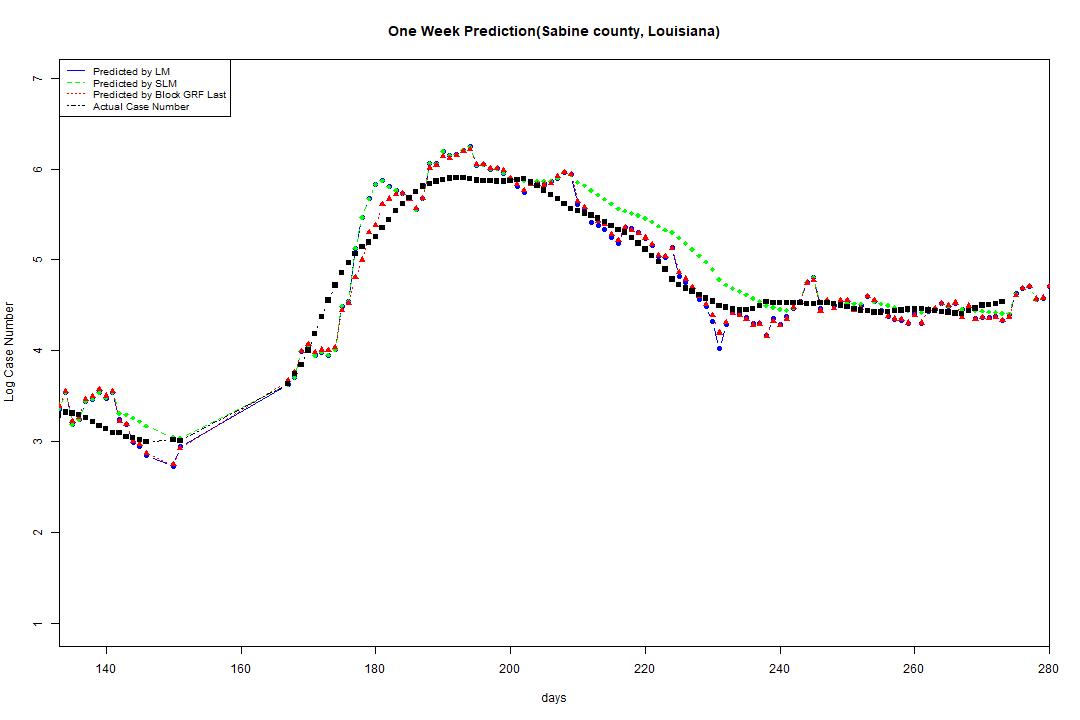 One Week Prediction(Sabine county, Louisiana)
Predicted by LM
Predicted by SLM
Predicted by Block GRF Last
Actual Case Number
7
6
5
4
3
2
1
Log Case Number
140 160 180 200 220 240 260 280
days